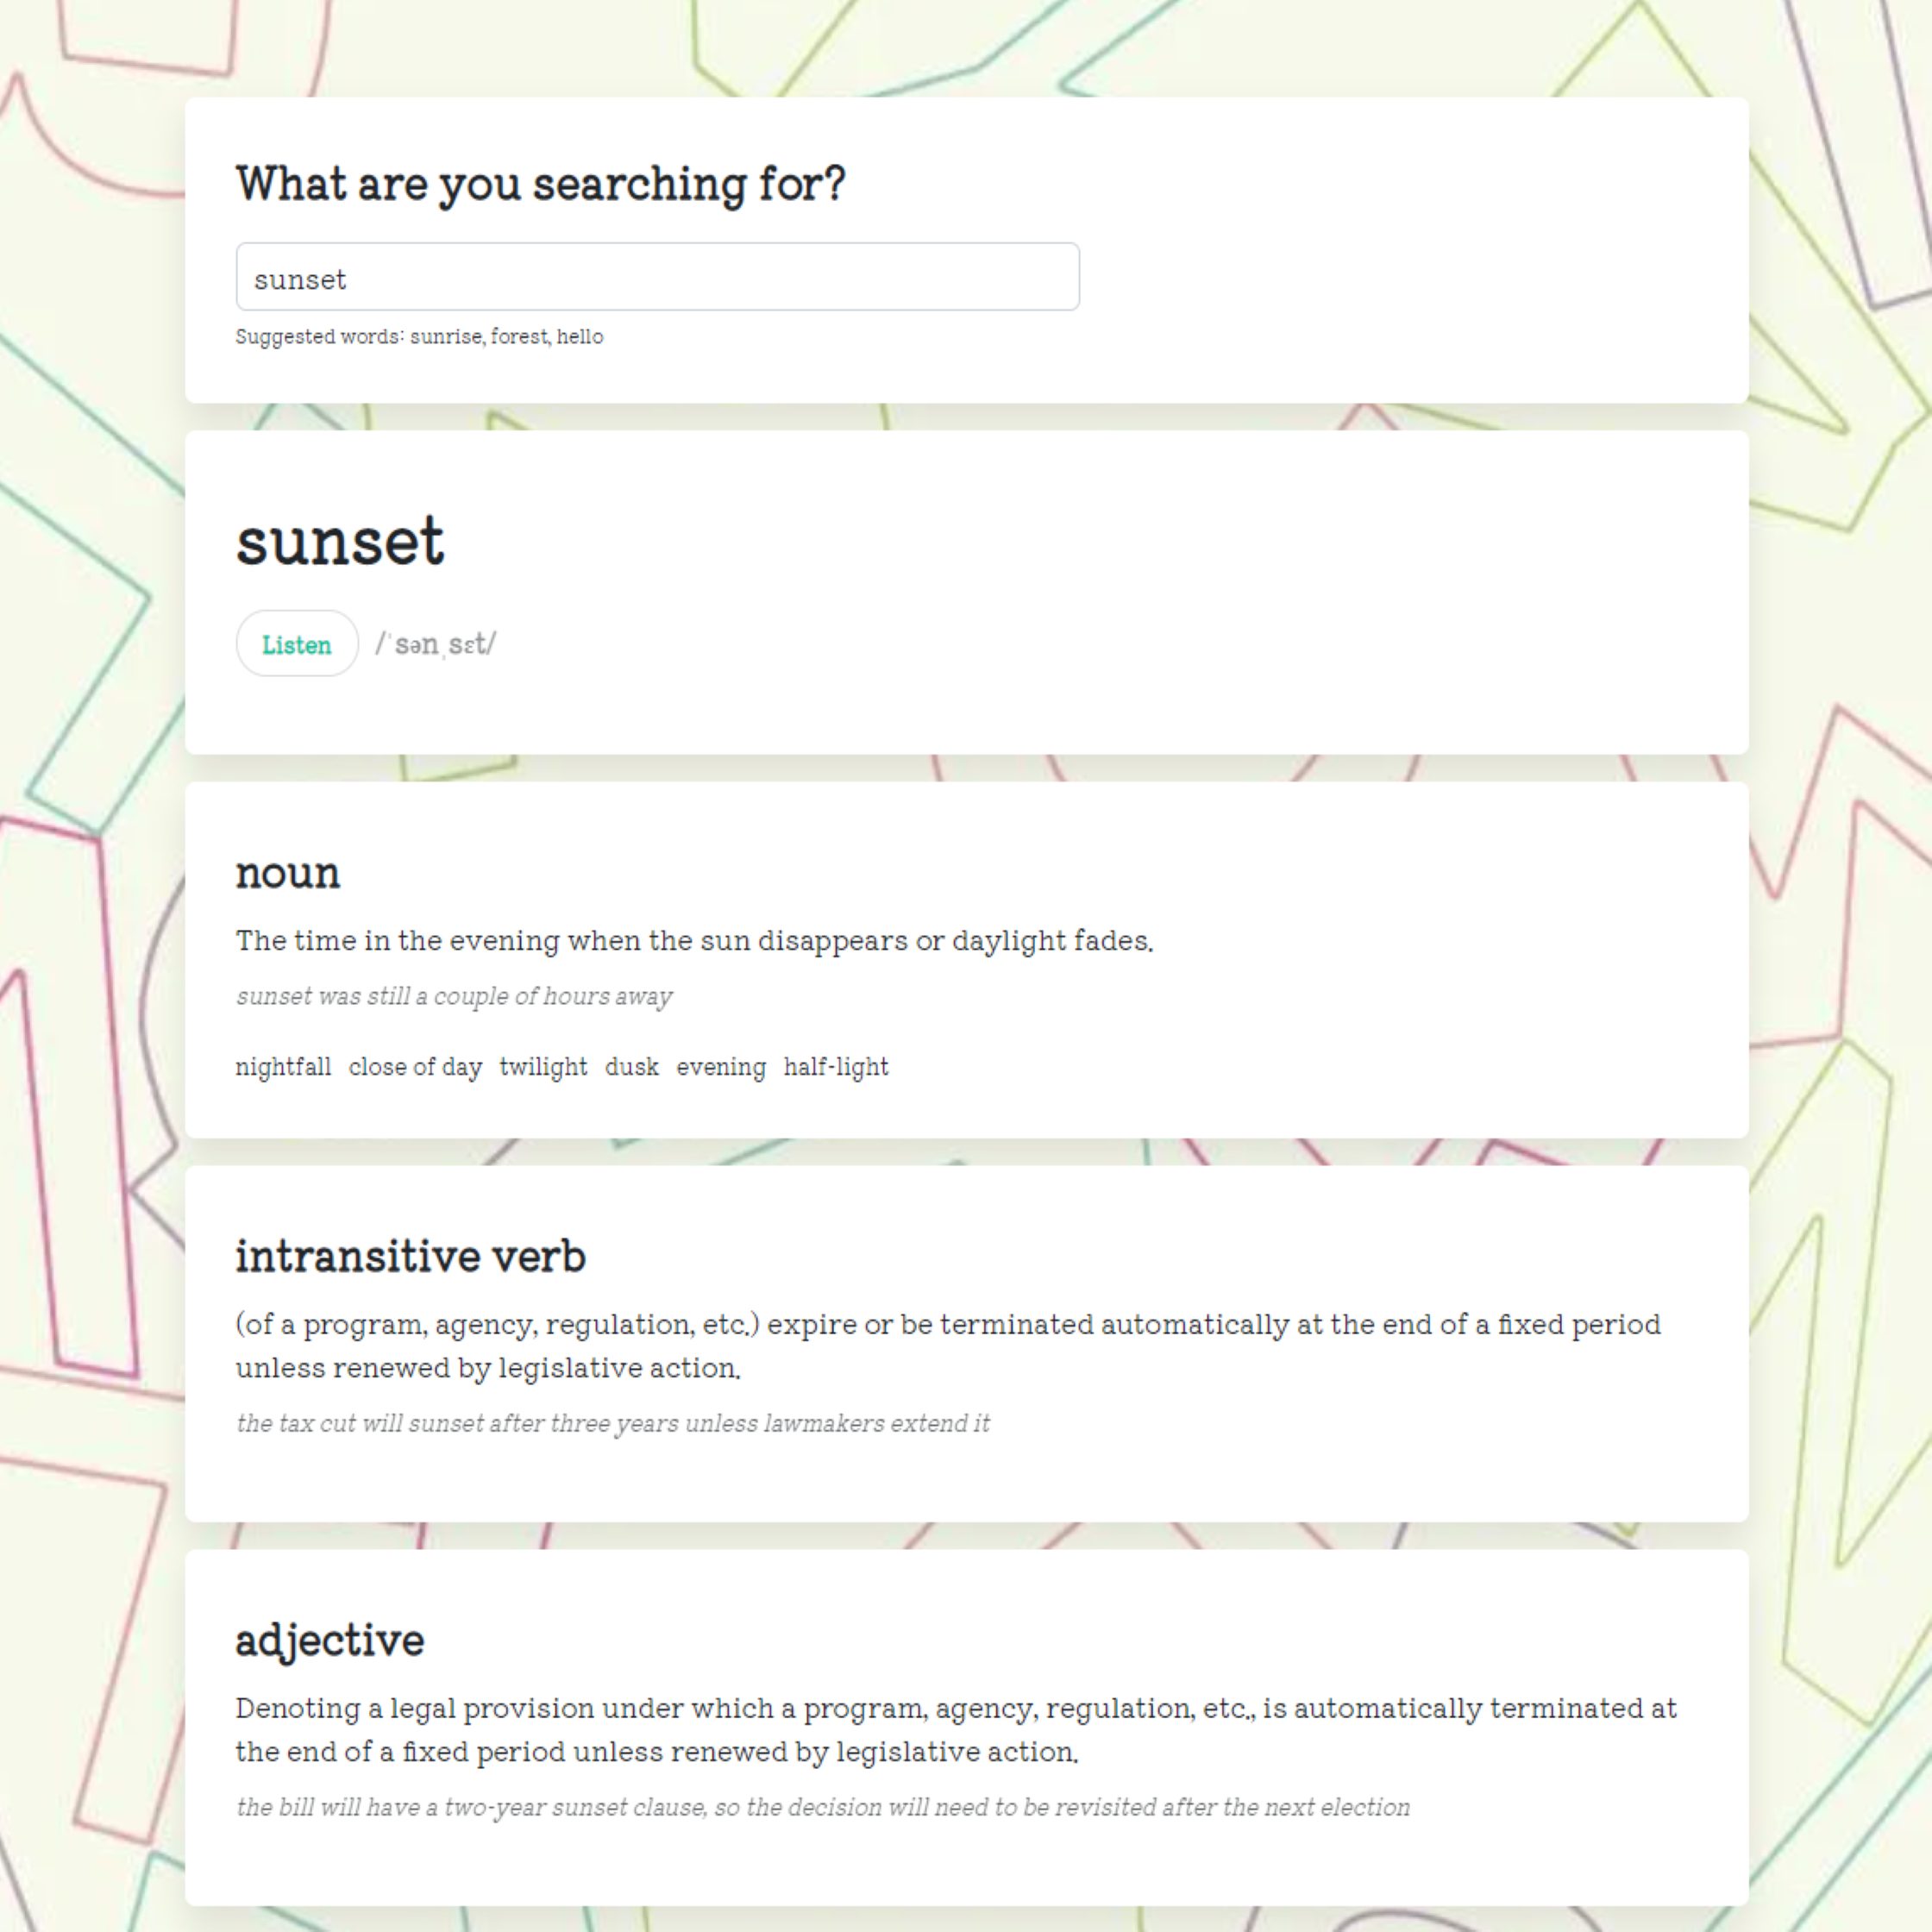 What are you searching for?
sunset
Suggested words: sunrise, forest, hello
sunset
Listen /ˈsənˌsɛt/
noun
The time in the evening when the sun disappears or daylight fades.
sunset was still a couple of hours away
nightfall close of day twilight dusk evening half-light
intransitive verb
(of a program, agency, regulation, etc.) expire or be terminated automatically at the end of a fixed period
unless renewed by legislative action.
the tax cut will sunset after three years unless lawmakers extend it
adjective
Denoting a legal provision under which a program, agency, regulation, etc., is automatically terminated at
the end of a fixed period unless renewed by legislative action.
the bill will have a two-year sunset clause, so the decision will need to be revisited after the next election